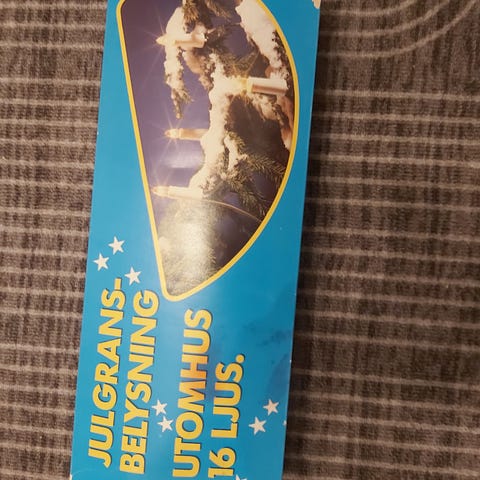 JULGRANS-
BELYSNING
UTOMHUS
16 LJUS.